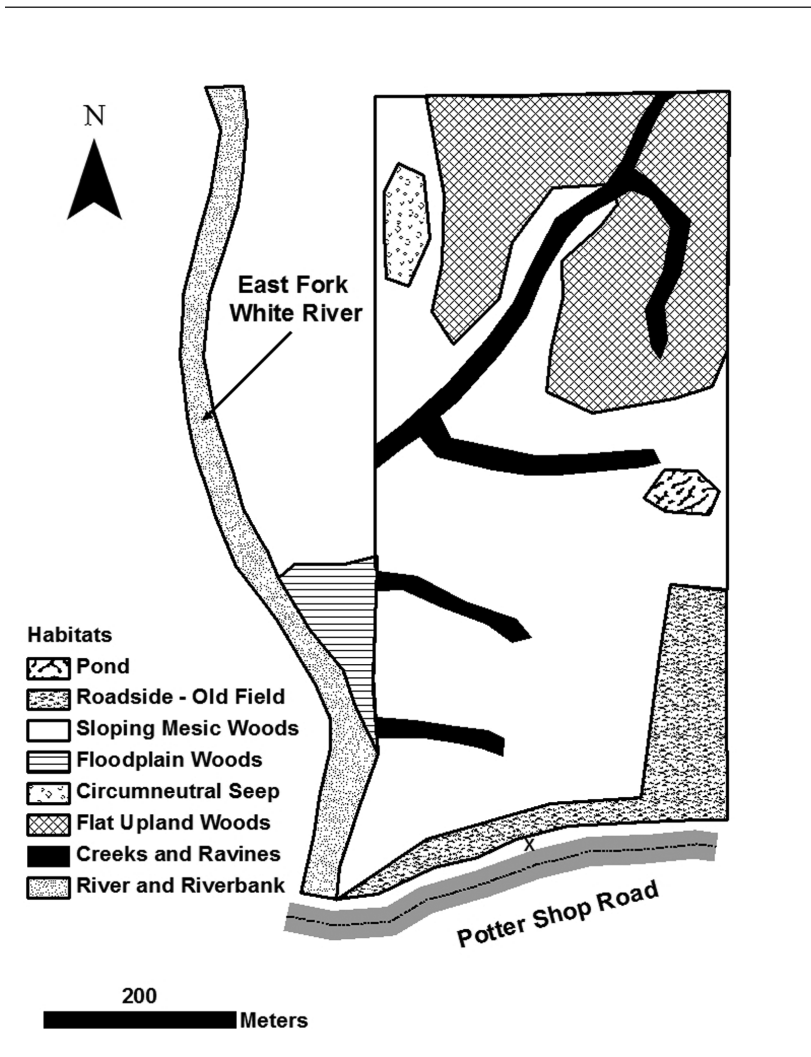 N
East Fork
White River
Habitats
Pond
Roadside - Old Field
Sloping Mesic Woods
Floodplain Woods
Circumneutral Seep
Flat Upland Woods
Creeks and Ravines
River and Riverbank
X
Potter Shop Road
200
Meters